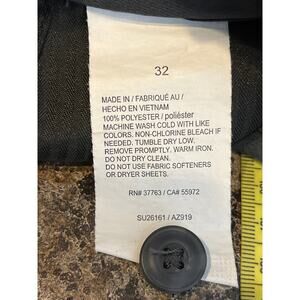 32
MADE IN / FABRIQUÉ AU /
HECHO EN VIETNAM
100% POLYESTER / poliéster
MACHINE WASH COLD WITH LIKE
COLORS. NON-CHLORINE BLEACH IF
NEEDED. TUMBLE DRY LOW.
REMOVE PROMPTLY. WARM IRON.
DO NOT DRY CLEAN.
DO NOT USE FABRIC SOFTENERS
OR DRYER SHEETS.
RN# 37763 / CA# 55972
SU26161 / AZ919